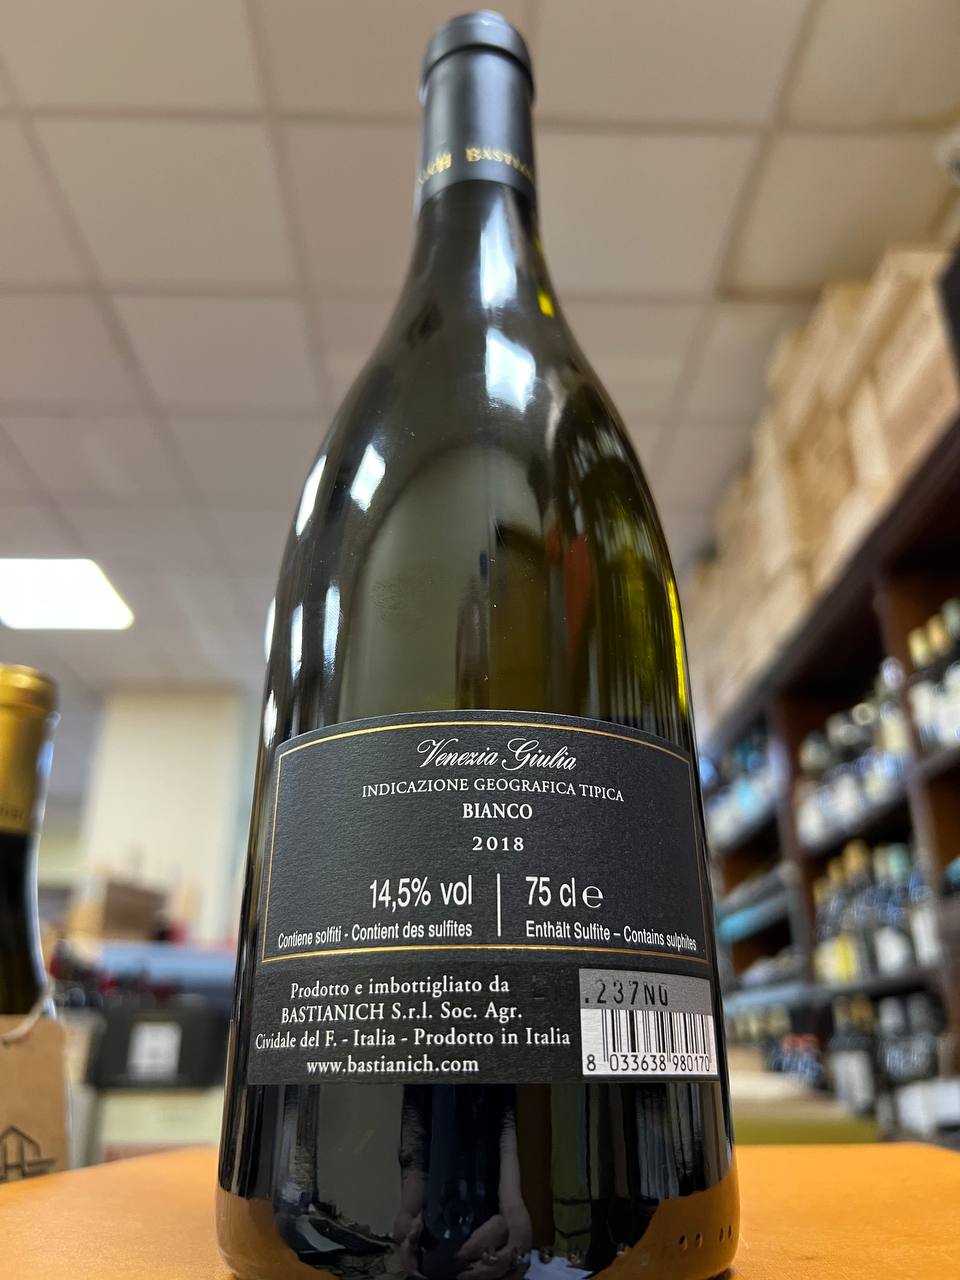 BASTIAN
Venezia Giulia
INDICAZIONE GEOGRAFICA TIPICA
BIANCO
2018
14,5% vol
75 cl e
Contiene solfiti - Contient des sulfites
Enthält Sulfite – Contains sulphites
Prodotto e imbottigliato da
BASTIANICH S.r.l. Soc. Agr.
Cividale del F. - Italia - Prodotto in Italia
www.bastianich.com
.237NU
8 033638 980170